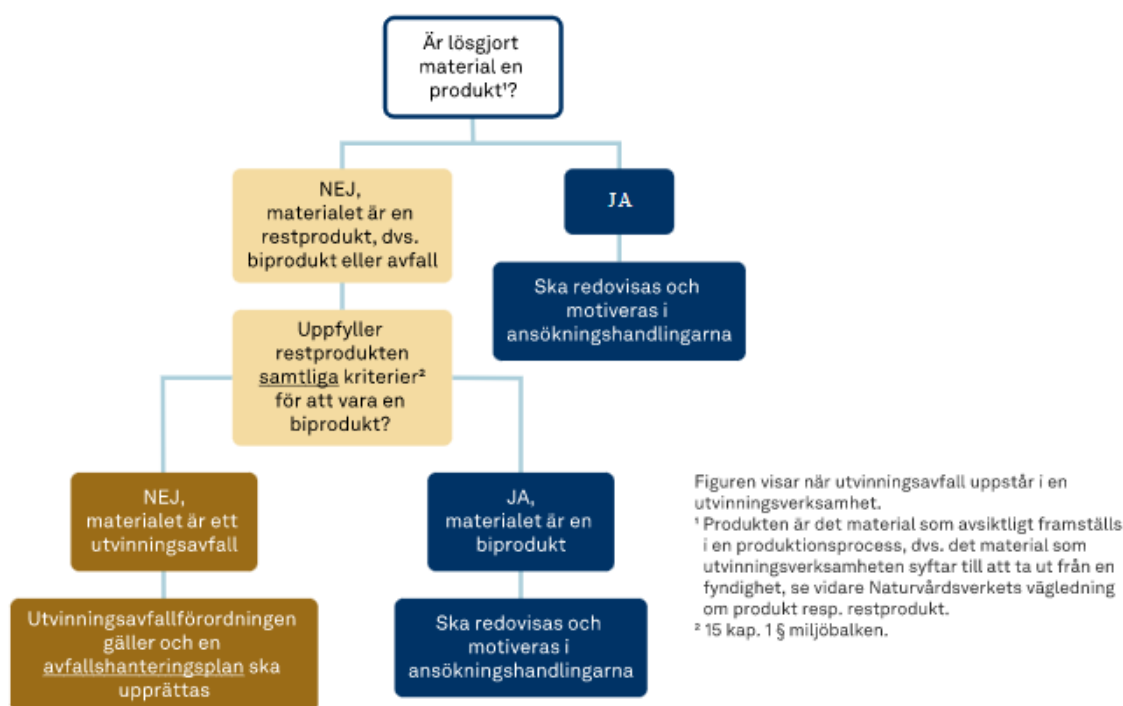 Är lösgjort
material en
produkt¹?
NEJ,
materialet är en
restprodukt, dvs.
biprodukt eller avfall
JA
Ska redovisas och
motiveras i
ansökningshandlingarna
Uppfyller
restprodukten
samtliga kriterier²
för att vara en
biprodukt?
NEJ,
materialet är ett
utvinningsavfall
JA,
materialet är en
biprodukt
Utvinningsavfallförordningen
gäller och en
avfallshanteringsplan ska
upprättas
Ska redovisas och
motiveras i
ansökningshandlingarna
Figuren visar när utvinningsavfall uppstår i en
utvinningsverksamhet.
¹ Produkten är det material som avsiktligt framställs
i en produktionsprocess, dvs. det material som
utvinningsverksamheten syftar till att ta ut från en
fyndighet, se vidare Naturvårdsverkets vägledning
om produkt resp. restprodukt.
² 15 kap. 1 § miljöbalken.